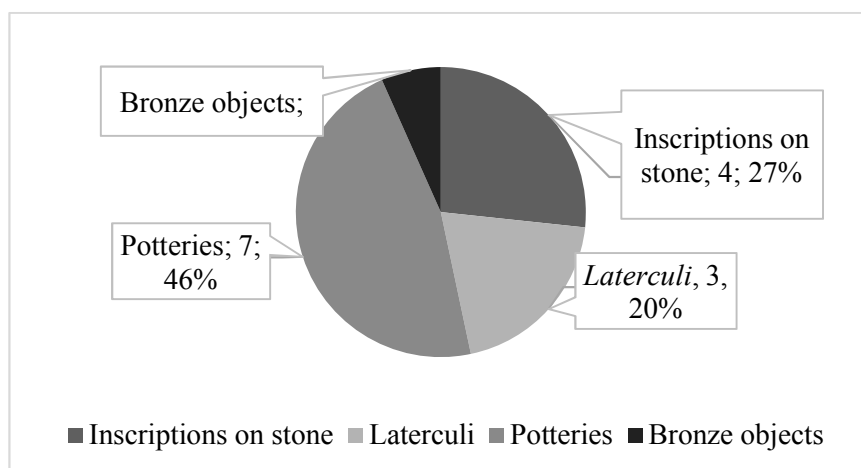 Bronze objects;
Inscriptions on
stone; 4; 27%
Potteries; 7;
46%
Laterculi, 3,
20%
Inscriptions on stone Laterculi Potteries Bronze objects